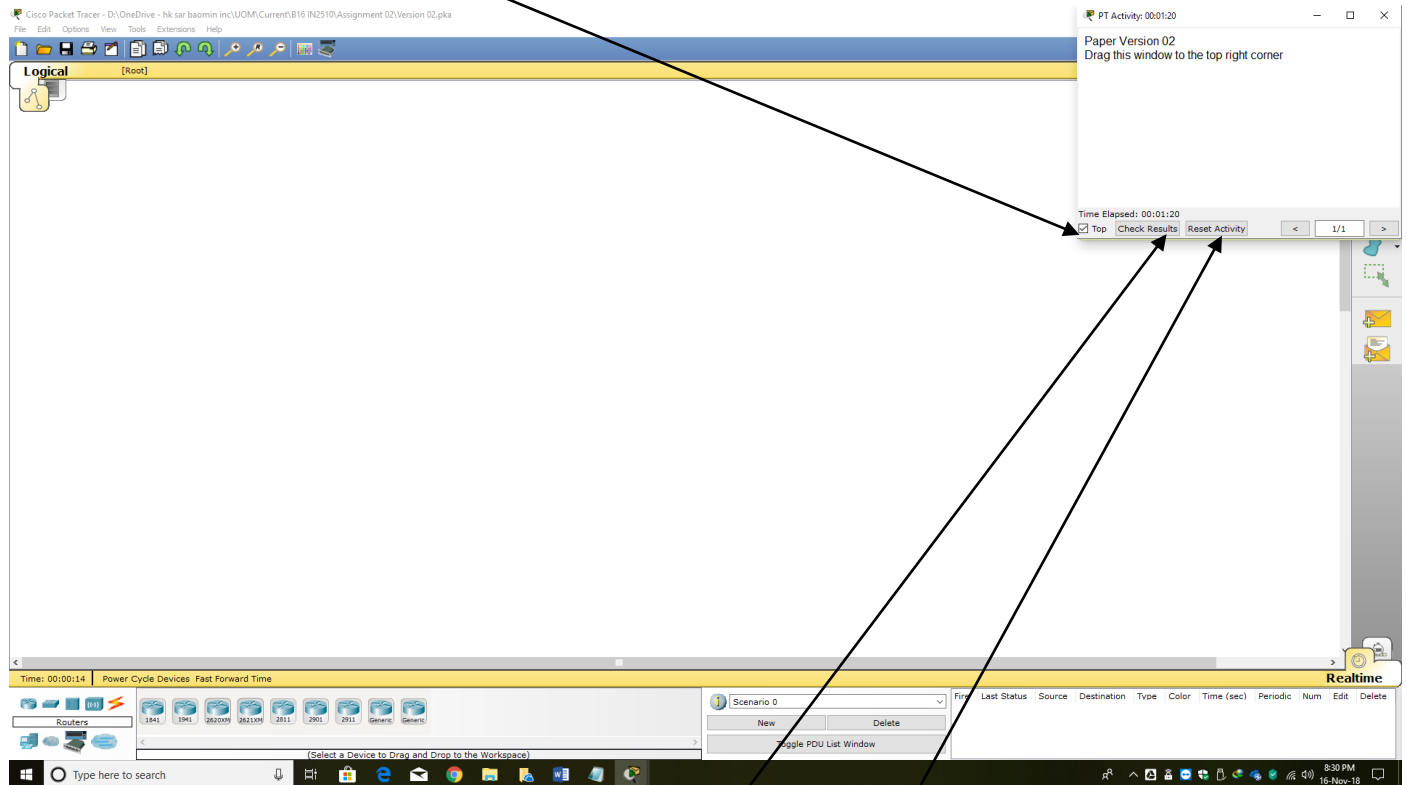 Cisco Packet Tracer - D:\OneDrive - hk sar baomin inc\UOM\Current\B16 IN2510\Assignment 02\Version 02.pka
File Edit Options View Tools Extensions Help
Logical [Root]
PT Activity: 00:01:20
Paper Version 02
Drag this window to the top right corner
Time Elapsed: 00:01:20
Top Check Results Reset Activity < 1/1 >
Time: 00:00:14 Power Cycle Devices Fast Forward Time
Realtime
Routers
1841 1941 2620XM 2621XM 2811 2901 2911 Generic Generic
(Select a Device to Drag and Drop to the Workspace)
Scenario 0
New Delete
Toggle PDU List Window
Fire Last Status Source Destination Type Color Time (sec) Periodic Num Edit Delete
Type here to search
8:30 PM
16-Nov-18